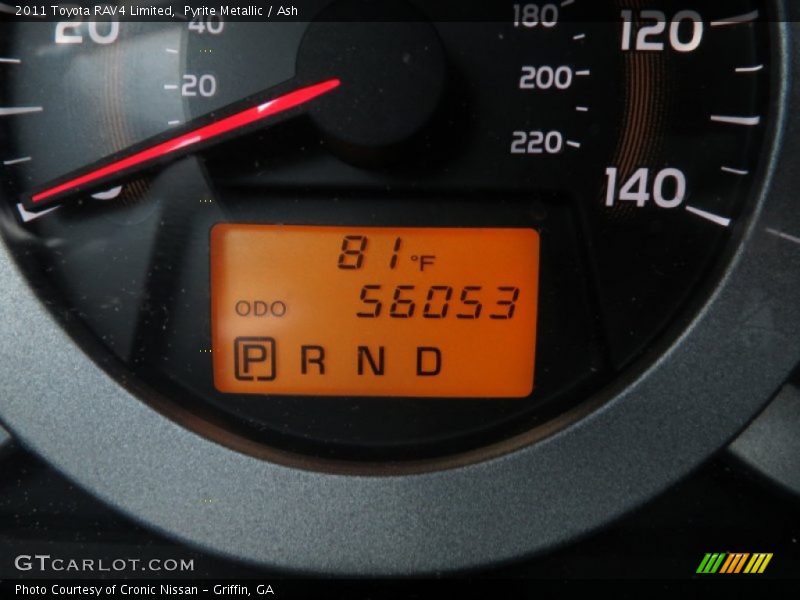 2011 Toyota RAV4 Limited, Pyrite Metallic / Ash
20
40
20
180
200
220
120
140
81 °F
ODO 56053
P R N D
GTCARLOT.COM
Photo Courtesy of Cronic Nissan - Griffin, GA